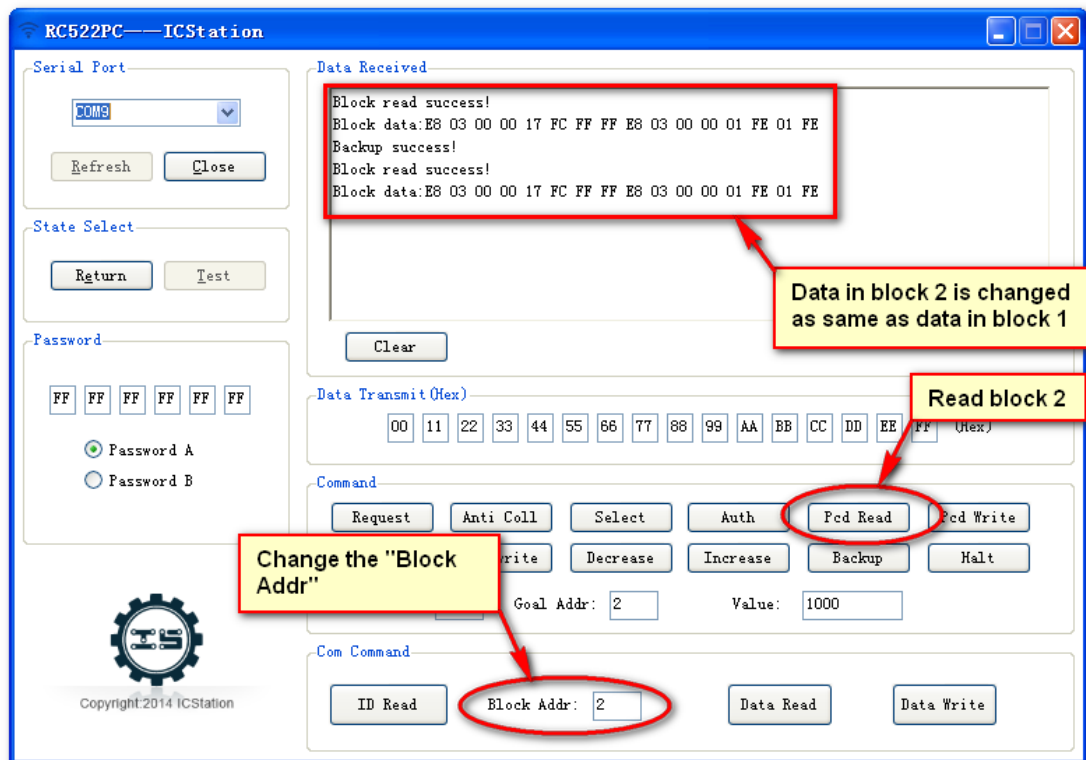 RC522PC——ICStation
Serial Port
COM9
Refresh
Close
State Select
Return
Test
Password
FF FF FF FF FF FF
Password A
Password B
IS
Copyright:2014 ICStation
Data Received
Block read success!
Block data:E8 03 00 00 17 FC FF FF E8 03 00 00 01 FE 01 FE
Backup success!
Block read success!
Block data:E8 03 00 00 17 FC FF FF E8 03 00 00 01 FE 01 FE
Data in block 2 is changed
as same as data in block 1
Clear
Data Transmit(Hex)
Read block 2
00 11 22 33 44 55 66 77 88 99 AA BB CC DD EE FF (Hex)
Command
Request Anti Coll Select Auth Pcd Read Pcd Write
Decrease Increase Backup Halt
Change the "Block
Addr"
Goal Addr: 2 Value: 1000
Com Command
ID Read Block Addr: 2 Data Read Data Write